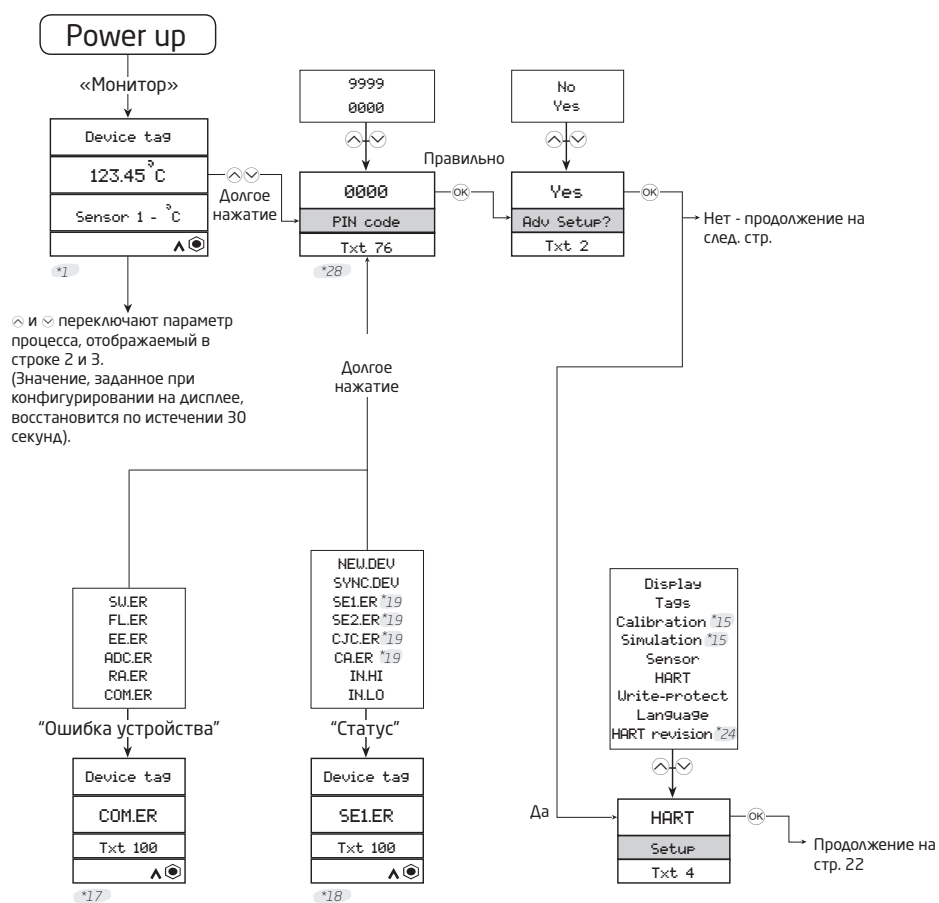 Power up
«Монитор»
Device tag
123.45 °C
Sensor 1 - °C
*1
и переключают параметр
процесса, отображаемый в
строке 2 и 3.
(Значение, заданное при
конфигурировании на дисплее,
восстановится по истечении 30
секунд).
Долгое
нажатие
9999
0000
0000
PIN code
Txt 76
*28
Правильно
OK
No
Yes
Yes
Adv Setup?
Txt 2
OK
Нет - продолжение на
след. стр.
Долгое
нажатие
SW.ER
FL.ER
EE.ER
ADC.ER
RA.ER
COM.ER
“Ошибка устройства”
Device tag
COM.ER
Txt 100
*17
NEW.DEV
SYNC.DEV
SE1.ER *19
SE2.ER *19
CJC.ER *19
CA.ER *19
IN.HI
IN.LO
“Статус”
Device tag
SE1.ER
Txt 100
*18
Display
Tags
Calibration *15
Simulation *15
Sensor
HART
Write-protect
Language
HART revision *24
Да
HART
Setup
Txt 4
OK
Продолжение на
стр. 22